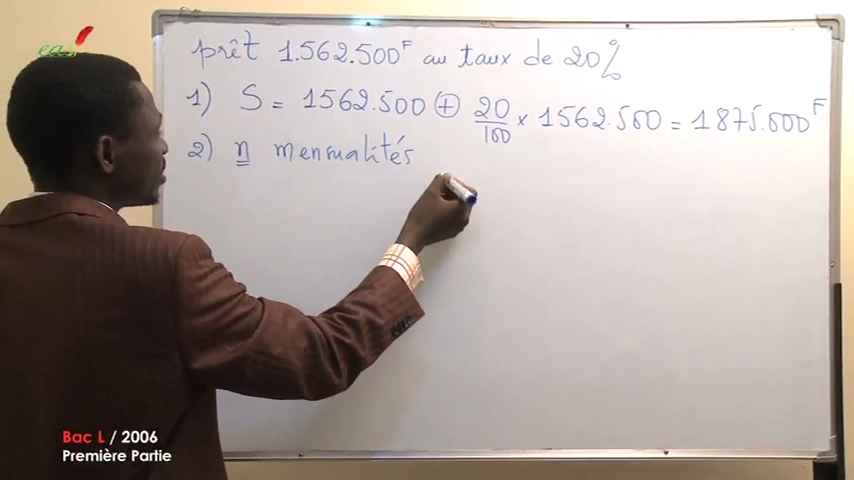 prêt 1.562.500F au taux de 20%
1) S = 1562.500 ⊕ 20/100 × 1562.500 = 1875.000F
2) n mensualités
Bac L / 2006
Première Partie